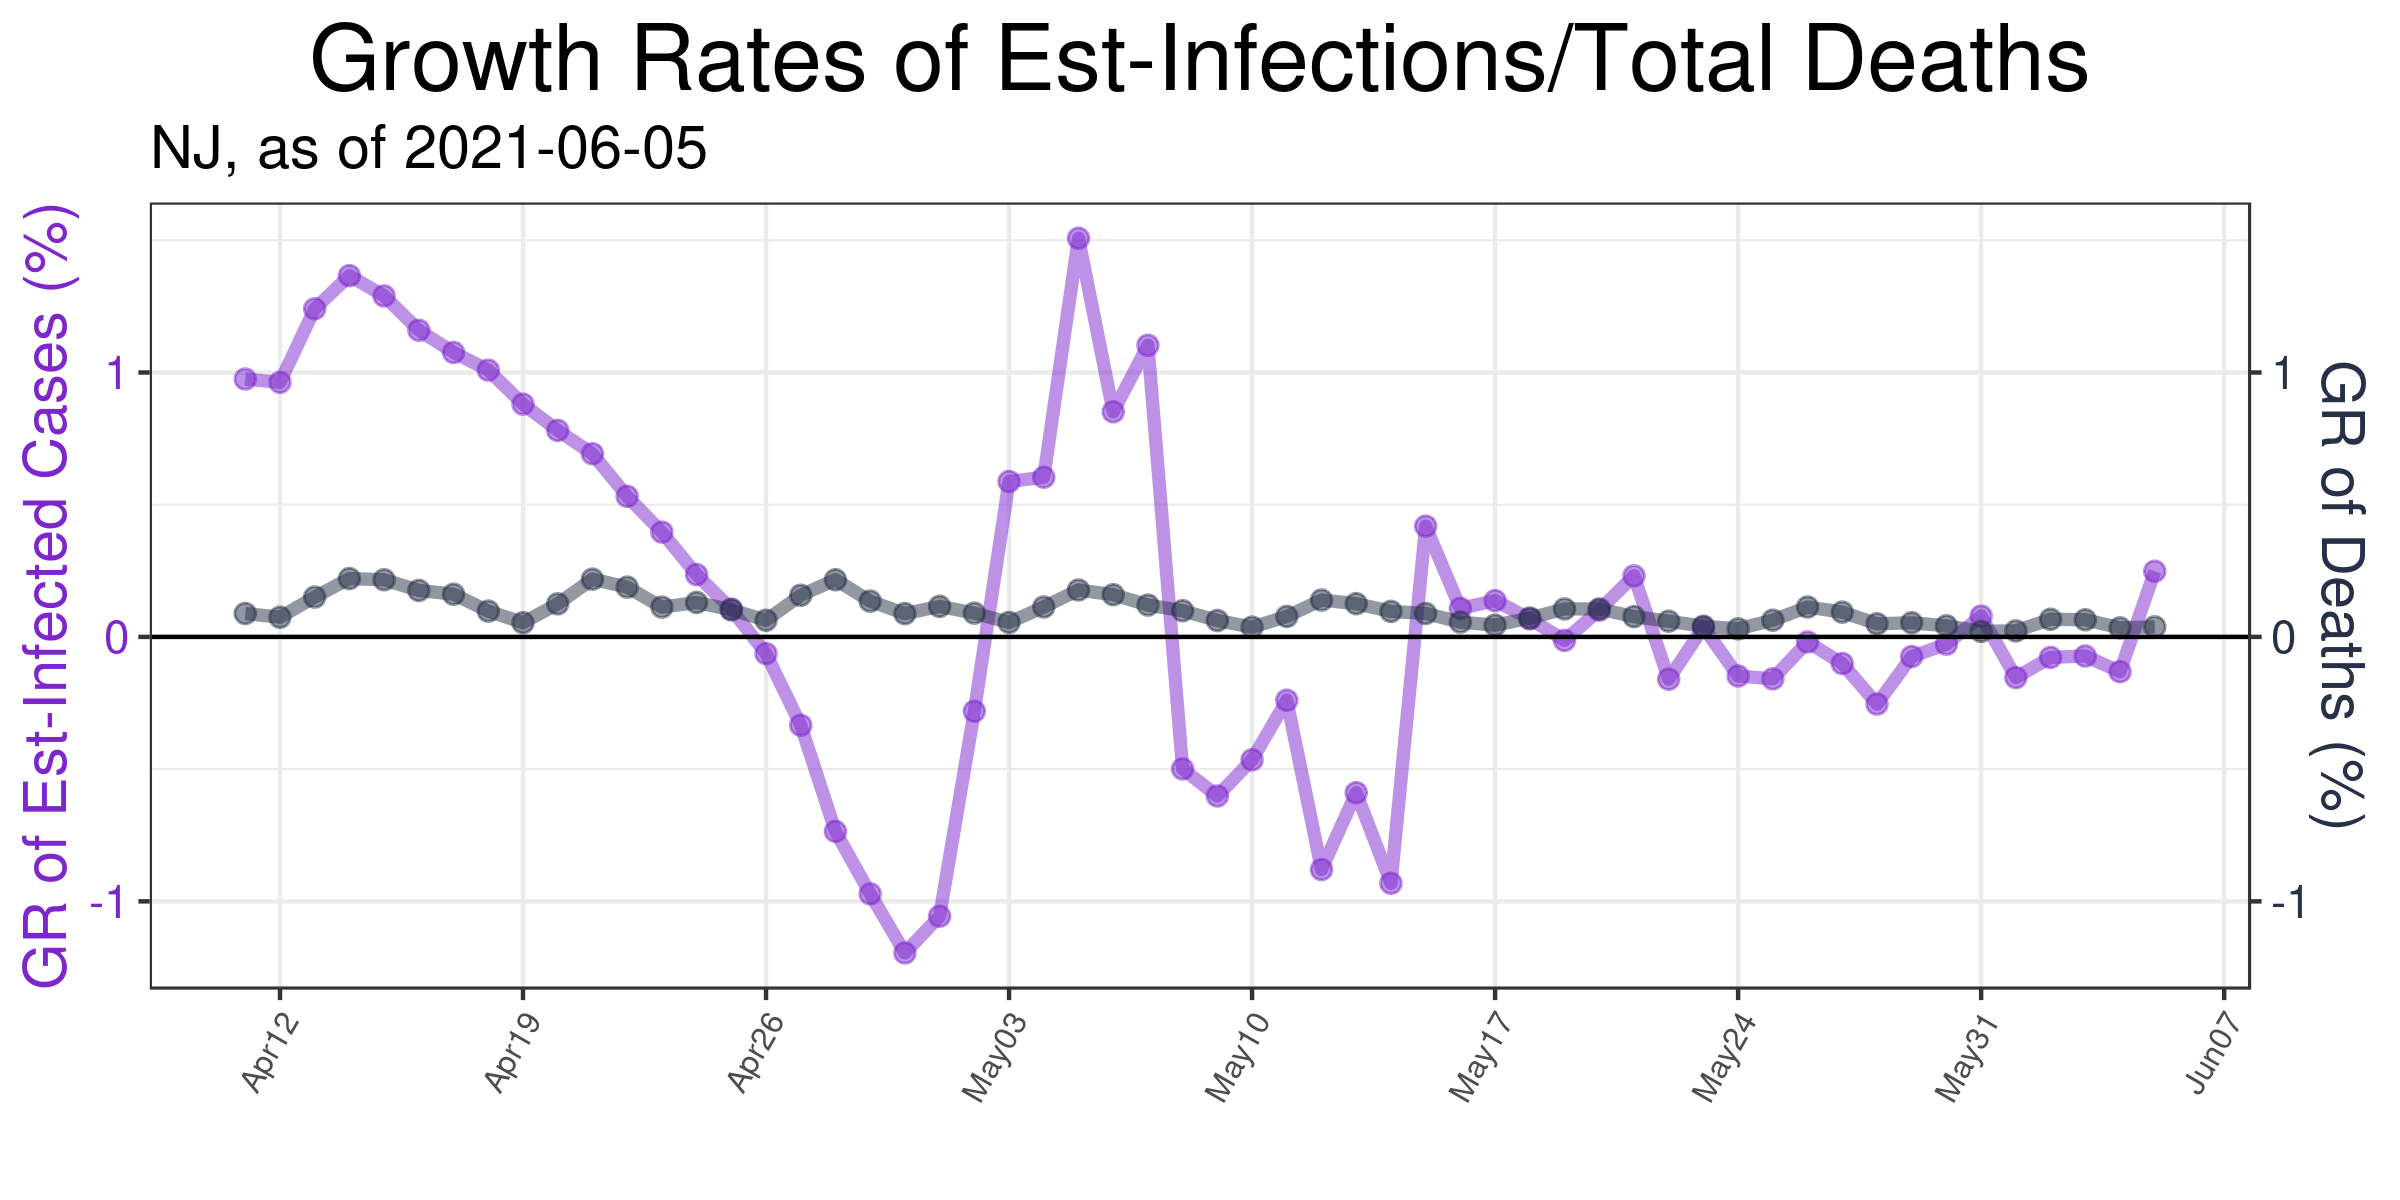 Growth Rates of Est-Infections/Total Deaths
NJ, as of 2021-06-05
GR of Est-Infected Cases (%)
1
0
-1
1
0
-1
GR of Deaths (%)
Apr12
Apr19
Apr26
May03
May10
May17
May24
May31
Jun07